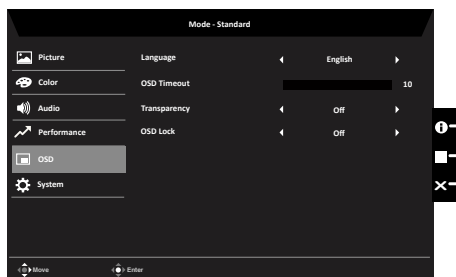 Mode - Standard
Picture
Language
English
Color
OSD Timeout
10
Audio
Transparency
Off
Performance
OSD Lock
Off
OSD
System
Move
Enter